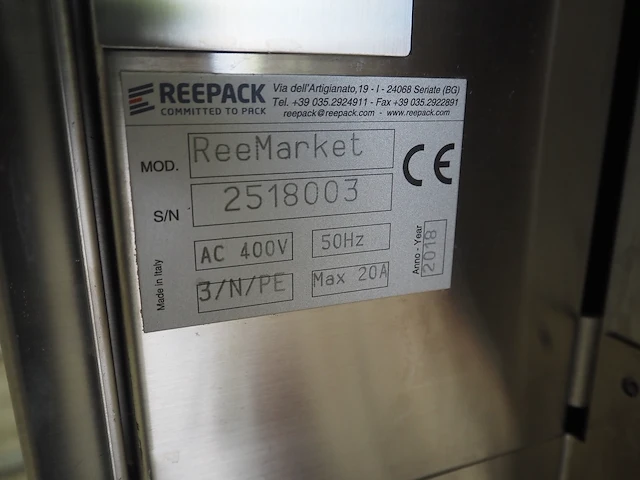 REEPACK
COMMITTED TO PACK
Via dell'Artigianato,19 - I - 24068 Seriate (BG)
Tel. +39 035.2924911 - Fax +39 035.2922891
reepack@reepack.com - www.reepack.com
MOD. ReeMarket
CE
S/N 2518003
AC 400V 50Hz
3/N/PE Max 20A
Made in Italy
Anno - Year 2018